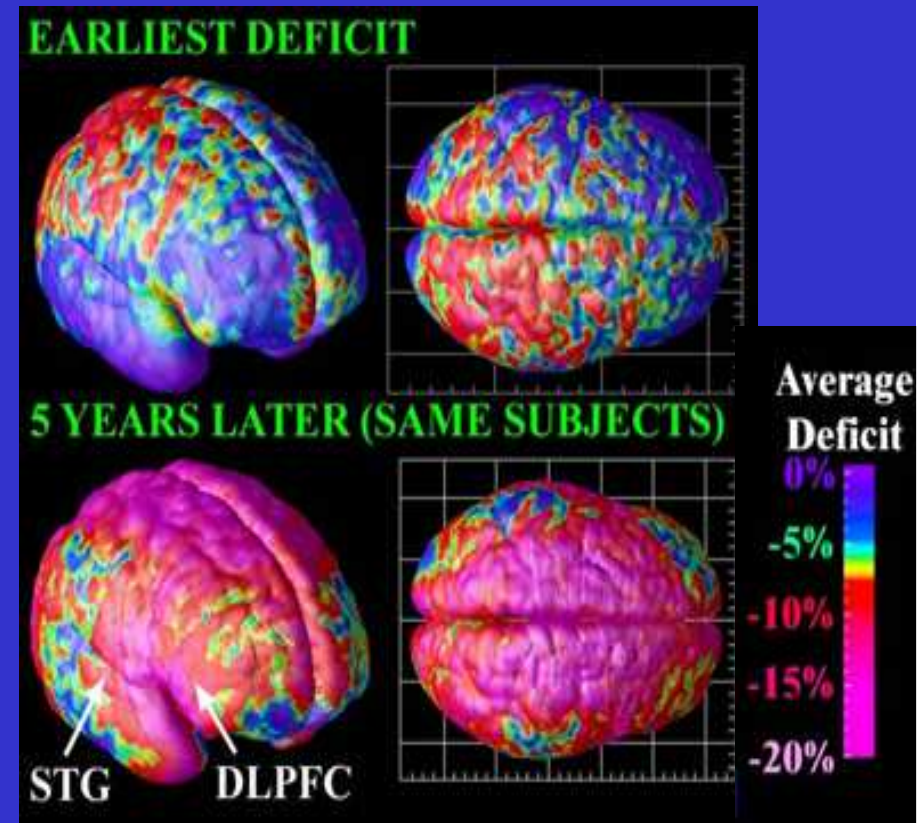 EARLIEST DEFICIT
5 YEARS LATER (SAME SUBJECTS)
STG
DLPFC
Average
Deficit
0%
-5%
-10%
-15%
-20%